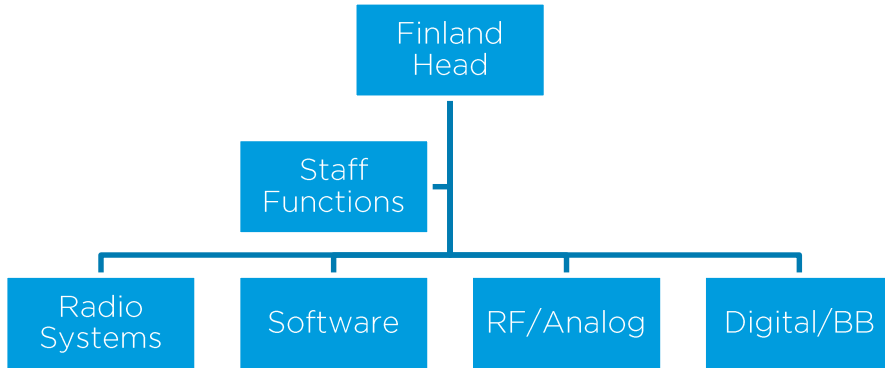 Finland
Head
Staff
Functions
Radio
Systems
Software
RF/Analog
Digital/BB